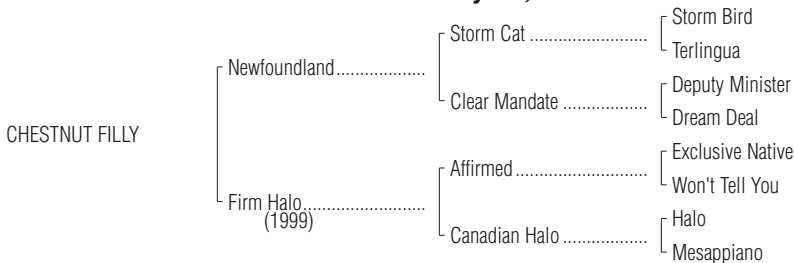 Storm Bird
Storm Cat
Terlingua
Newfoundland
Deputy Minister
Clear Mandate
Dream Deal
CHESTNUT FILLY
Exclusive Native
Affirmed
Won't Tell You
Firm Halo
(1999)
Halo
Canadian Halo
Mesappiano